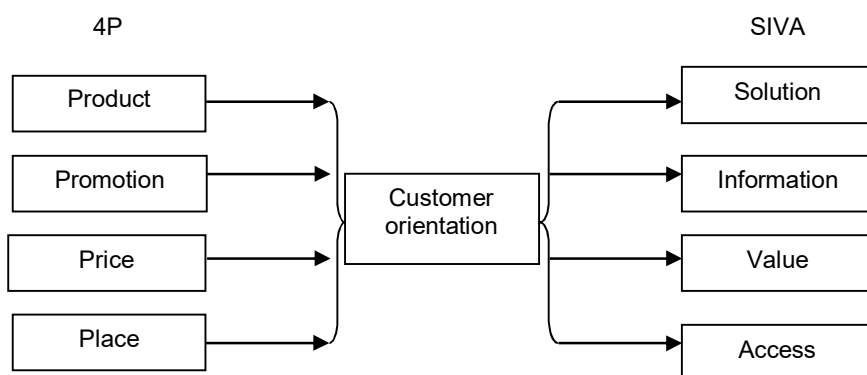 4P
SIVA
Product
Solution
Promotion
Customer
orientation
Information
Price
Value
Place
Access